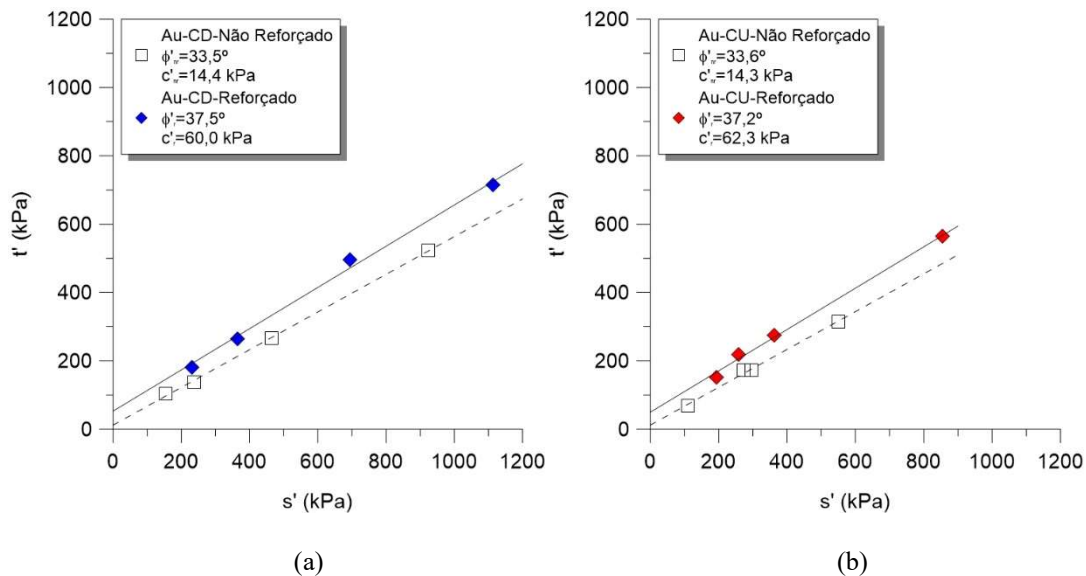 Au-CD-Não Reforçado
ϕ'nr=33,5º
c'nr=14,4 kPa
Au-CD-Reforçado
ϕ'r=37,5º
c'r=60,0 kPa
1200
1000
800
600
400
200
0
t' (kPa)
0 200 400 600 800 1000 1200
s' (kPa)
(a)
Au-CU-Não Reforçado
ϕ'nr=33,6º
c'nr=14,3 kPa
Au-CU-Reforçado
ϕ'r=37,2º
c'r=62,3 kPa
1200
1000
800
600
400
200
0
t' (kPa)
0 200 400 600 800 1000 1200
s' (kPa)
(b)